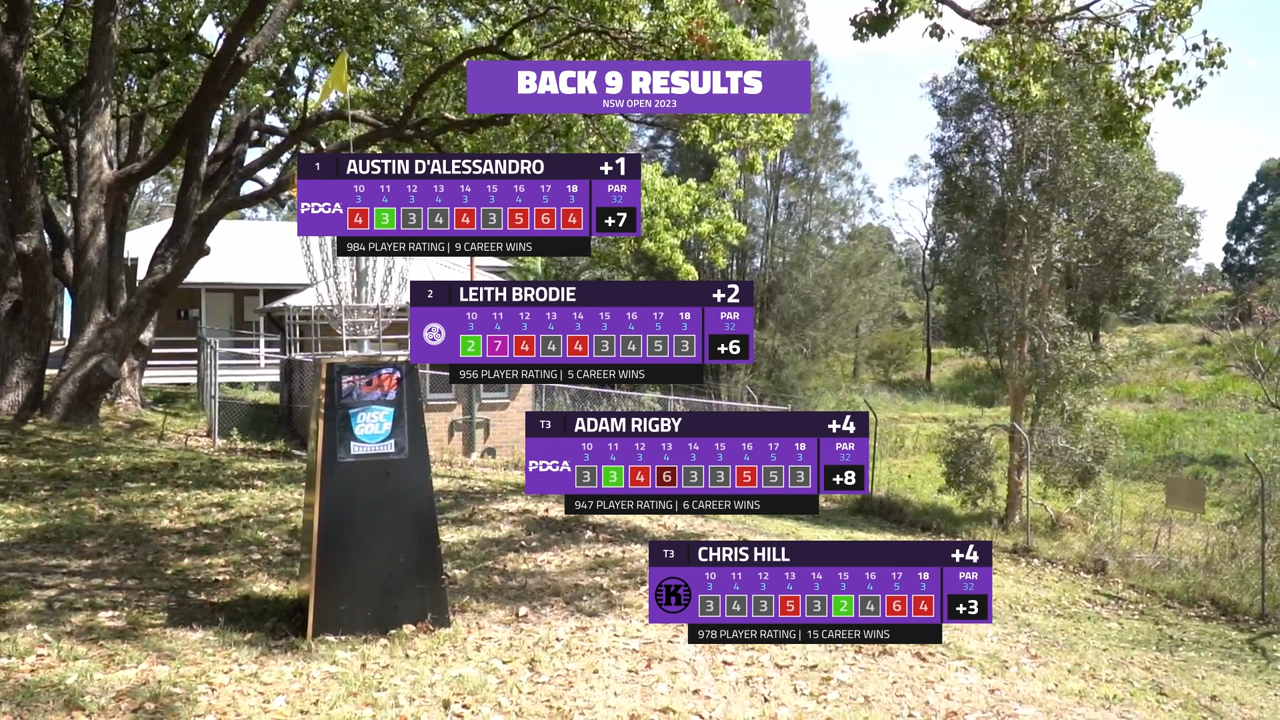 BACK 9 RESULTS
NSW OPEN 2023
1 AUSTIN D'ALESSANDRO +1
10 11 12 13 14 15 16 17 18 PAR
3 4 3 4 3 3 4 5 3 32
PDGA 4 3 3 4 4 3 5 6 4 +7
984 PLAYER RATING | 9 CAREER WINS
2 LEITH BRODIE +2
10 11 12 13 14 15 16 17 18 PAR
3 4 3 4 3 3 4 5 3 32
2 7 4 4 4 3 4 5 3 +6
956 PLAYER RATING | 5 CAREER WINS
DISC
GOLF
T3 ADAM RIGBY +4
10 11 12 13 14 15 16 17 18 PAR
3 4 3 4 3 3 4 5 3 32
PDGA 3 3 4 6 3 3 5 5 3 +8
947 PLAYER RATING | 6 CAREER WINS
T3 CHRIS HILL +4
10 11 12 13 14 15 16 17 18 PAR
3 4 3 4 3 3 4 5 3 32
K 3 4 3 5 3 2 4 6 4 +3
978 PLAYER RATING | 15 CAREER WINS